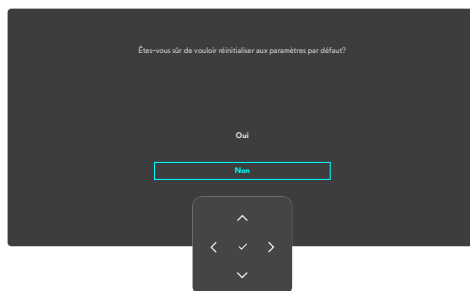 Êtes-vous sûr de vouloir réinitialiser aux paramètres par défaut?
Oui
Non